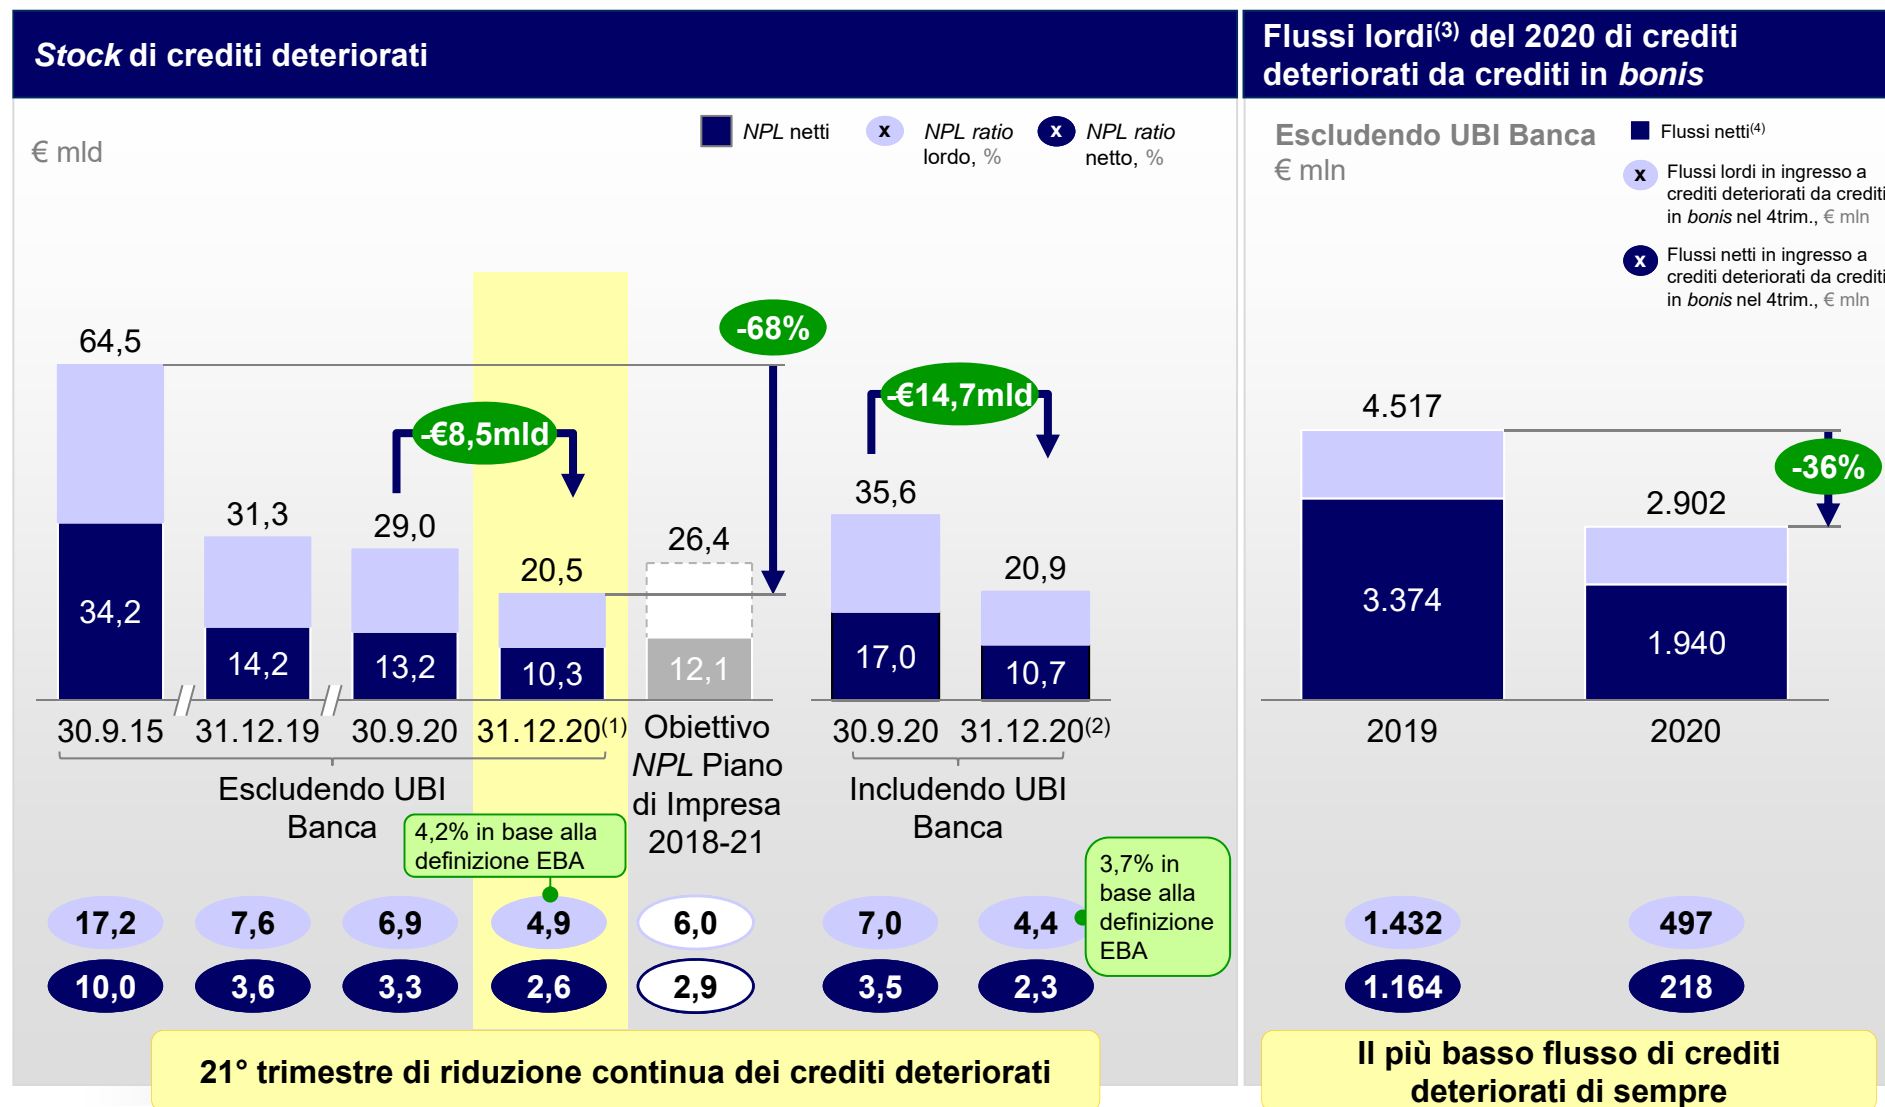 Stock di crediti deteriorati
€ mld
NPL netti
x
NPL ratio
lordo, %
x
NPL ratio
netto, %
-68%
-€8,5mld
-€14,7mld
64,5
31,3
29,0
20,5
26,4
35,6
20,9
34,2
14,2
13,2
10,3
12,1
17,0
10,7
30.9.15
31.12.19
30.9.20
31.12.20(1)
Obiettivo
NPL Piano
di Impresa
2018-21
30.9.20
31.12.20(2)
Escludendo UBI
Banca
Includendo UBI
Banca
4,2% in base alla
definizione EBA
3,7% in
base alla
definizione
EBA
17,2
7,6
6,9
4,9
6,0
7,0
4,4
10,0
3,6
3,3
2,6
2,9
3,5
2,3
21° trimestre di riduzione continua dei crediti deteriorati
Flussi lordi(3) del 2020 di crediti
deteriorati da crediti in bonis
Escludendo UBI Banca
€ mln
Flussi netti(4)
x
Flussi lordi in ingresso a
crediti deteriorati da crediti
in bonis nel 4trim., € mln
x
Flussi netti in ingresso a
crediti deteriorati da crediti
in bonis nel 4trim., € mln
4.517
-36%
2.902
3.374
1.940
2019
2020
1.432
497
1.164
218
Il più basso flusso di crediti
deteriorati di sempre